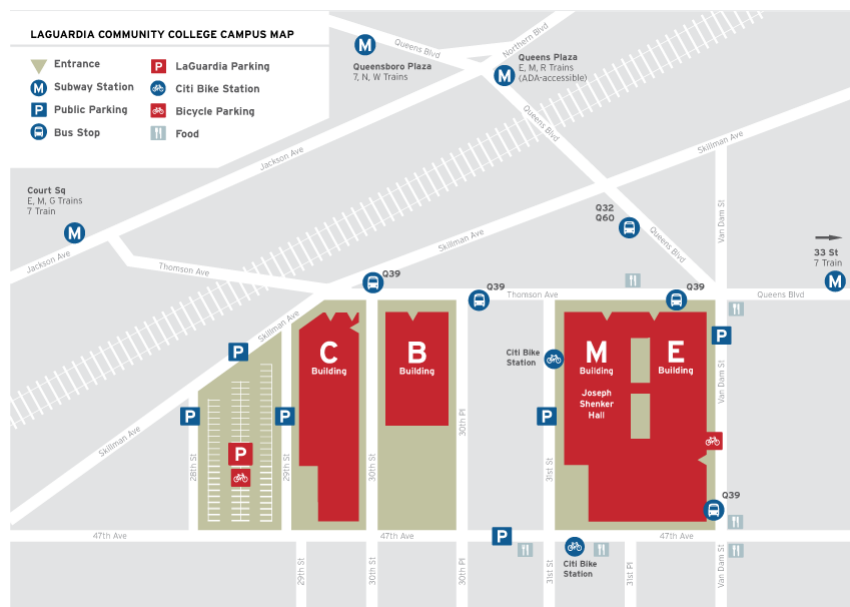 LAGUARDIA COMMUNITY COLLEGE CAMPUS MAP
Entrance
M
Subway Station
P
Public Parking
Bus Stop
P
LaGuardia Parking
Citi Bike Station
Bicycle Parking
Food
M
Queensboro Plaza
7, N, W Trains
Queens Blvd
Northern Blvd
M
Queens Plaza
E, M, R Trains
(ADA-accessible)
Queens Blvd
Jackson Ave
Skillman Ave
Court Sq
E, M, G Trains
7 Train
M
Jackson Ave
Thomson Ave
Skillman Ave
Q32
Q60
Queens Blvd
Van Dam St
33 St
7 Train
M
Q39
Q39
Thomson Ave
Q39
Queens Blvd
Skillman Ave
P
C
Building
B
Building
Citi Bike
Station
M
Building
Joseph
Shenker
Hall
E
Building
P
Van Dam St
P
P
P
30th Pl
Skillman Ave
P
28th St
29th St
30th St
31st St
Q39
47th Ave
47th Ave
P
47th Ave
Citi Bike
Station
29th St
30th St
30th Pl
31st St
31st Pl
Van Dam St